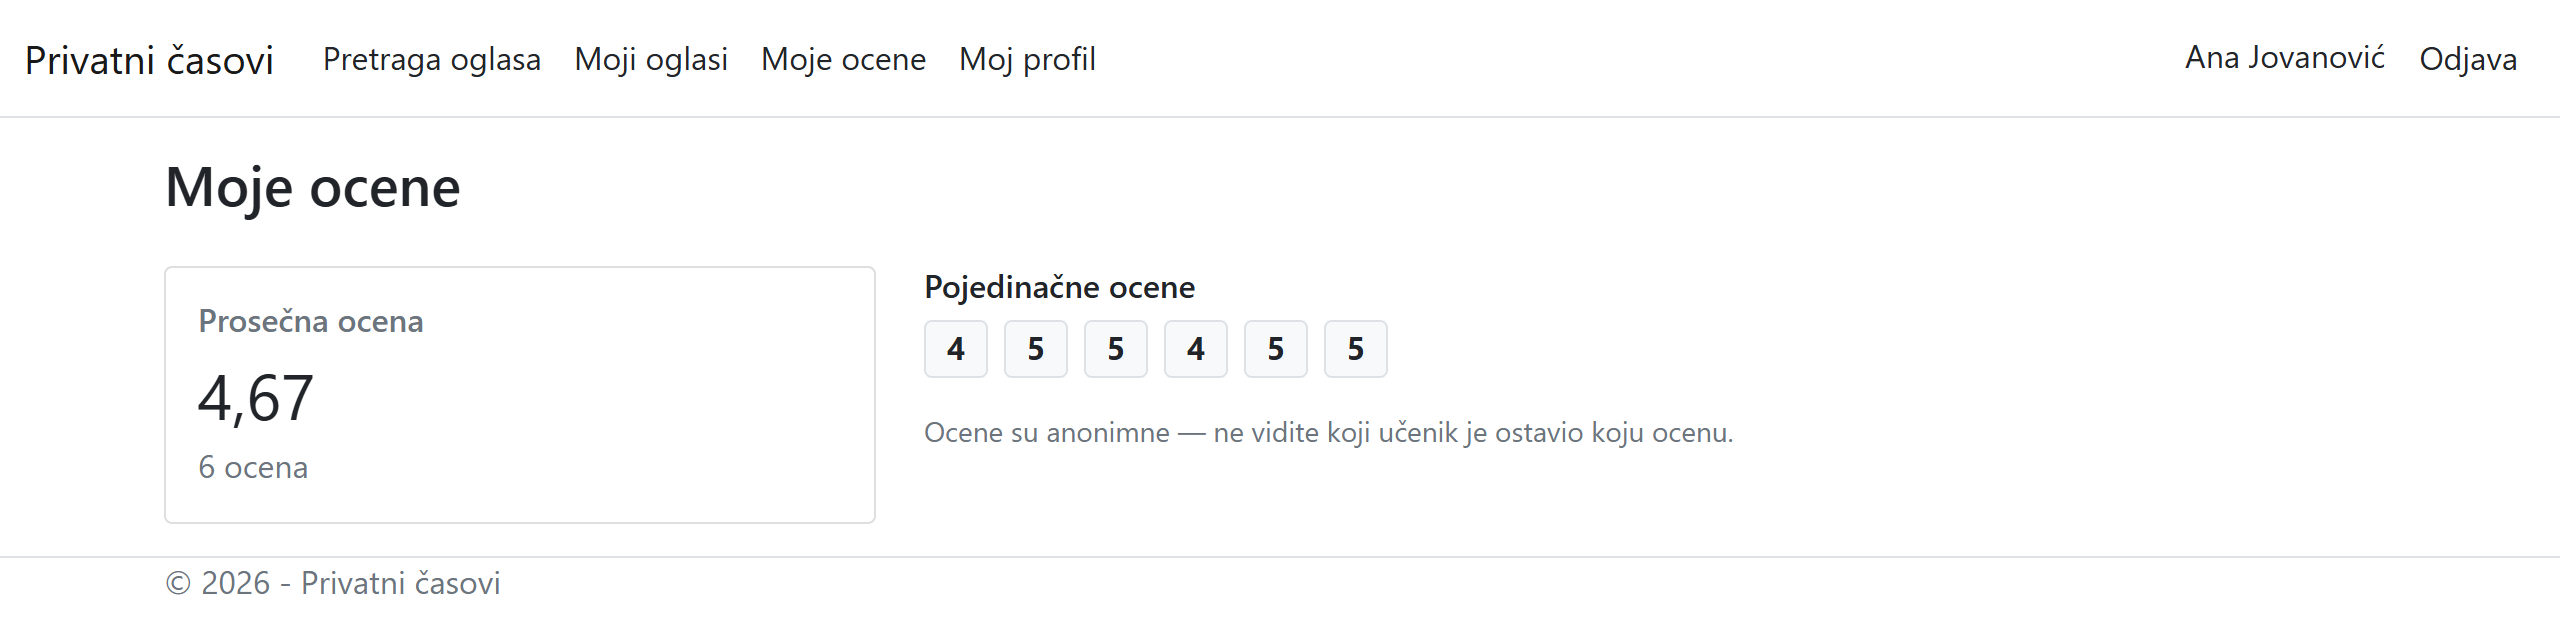 Privatni časovi Pretraga oglasa Moji oglasi Moje ocene Moj profil Ana Jovanović Odjava
Moje ocene
Prosečna ocena
4,67
6 ocena
Pojedinačne ocene
4 5 5 4 5 5
Ocene su anonimne — ne vidite koji učenik je ostavio koju ocenu.
© 2026 - Privatni časovi